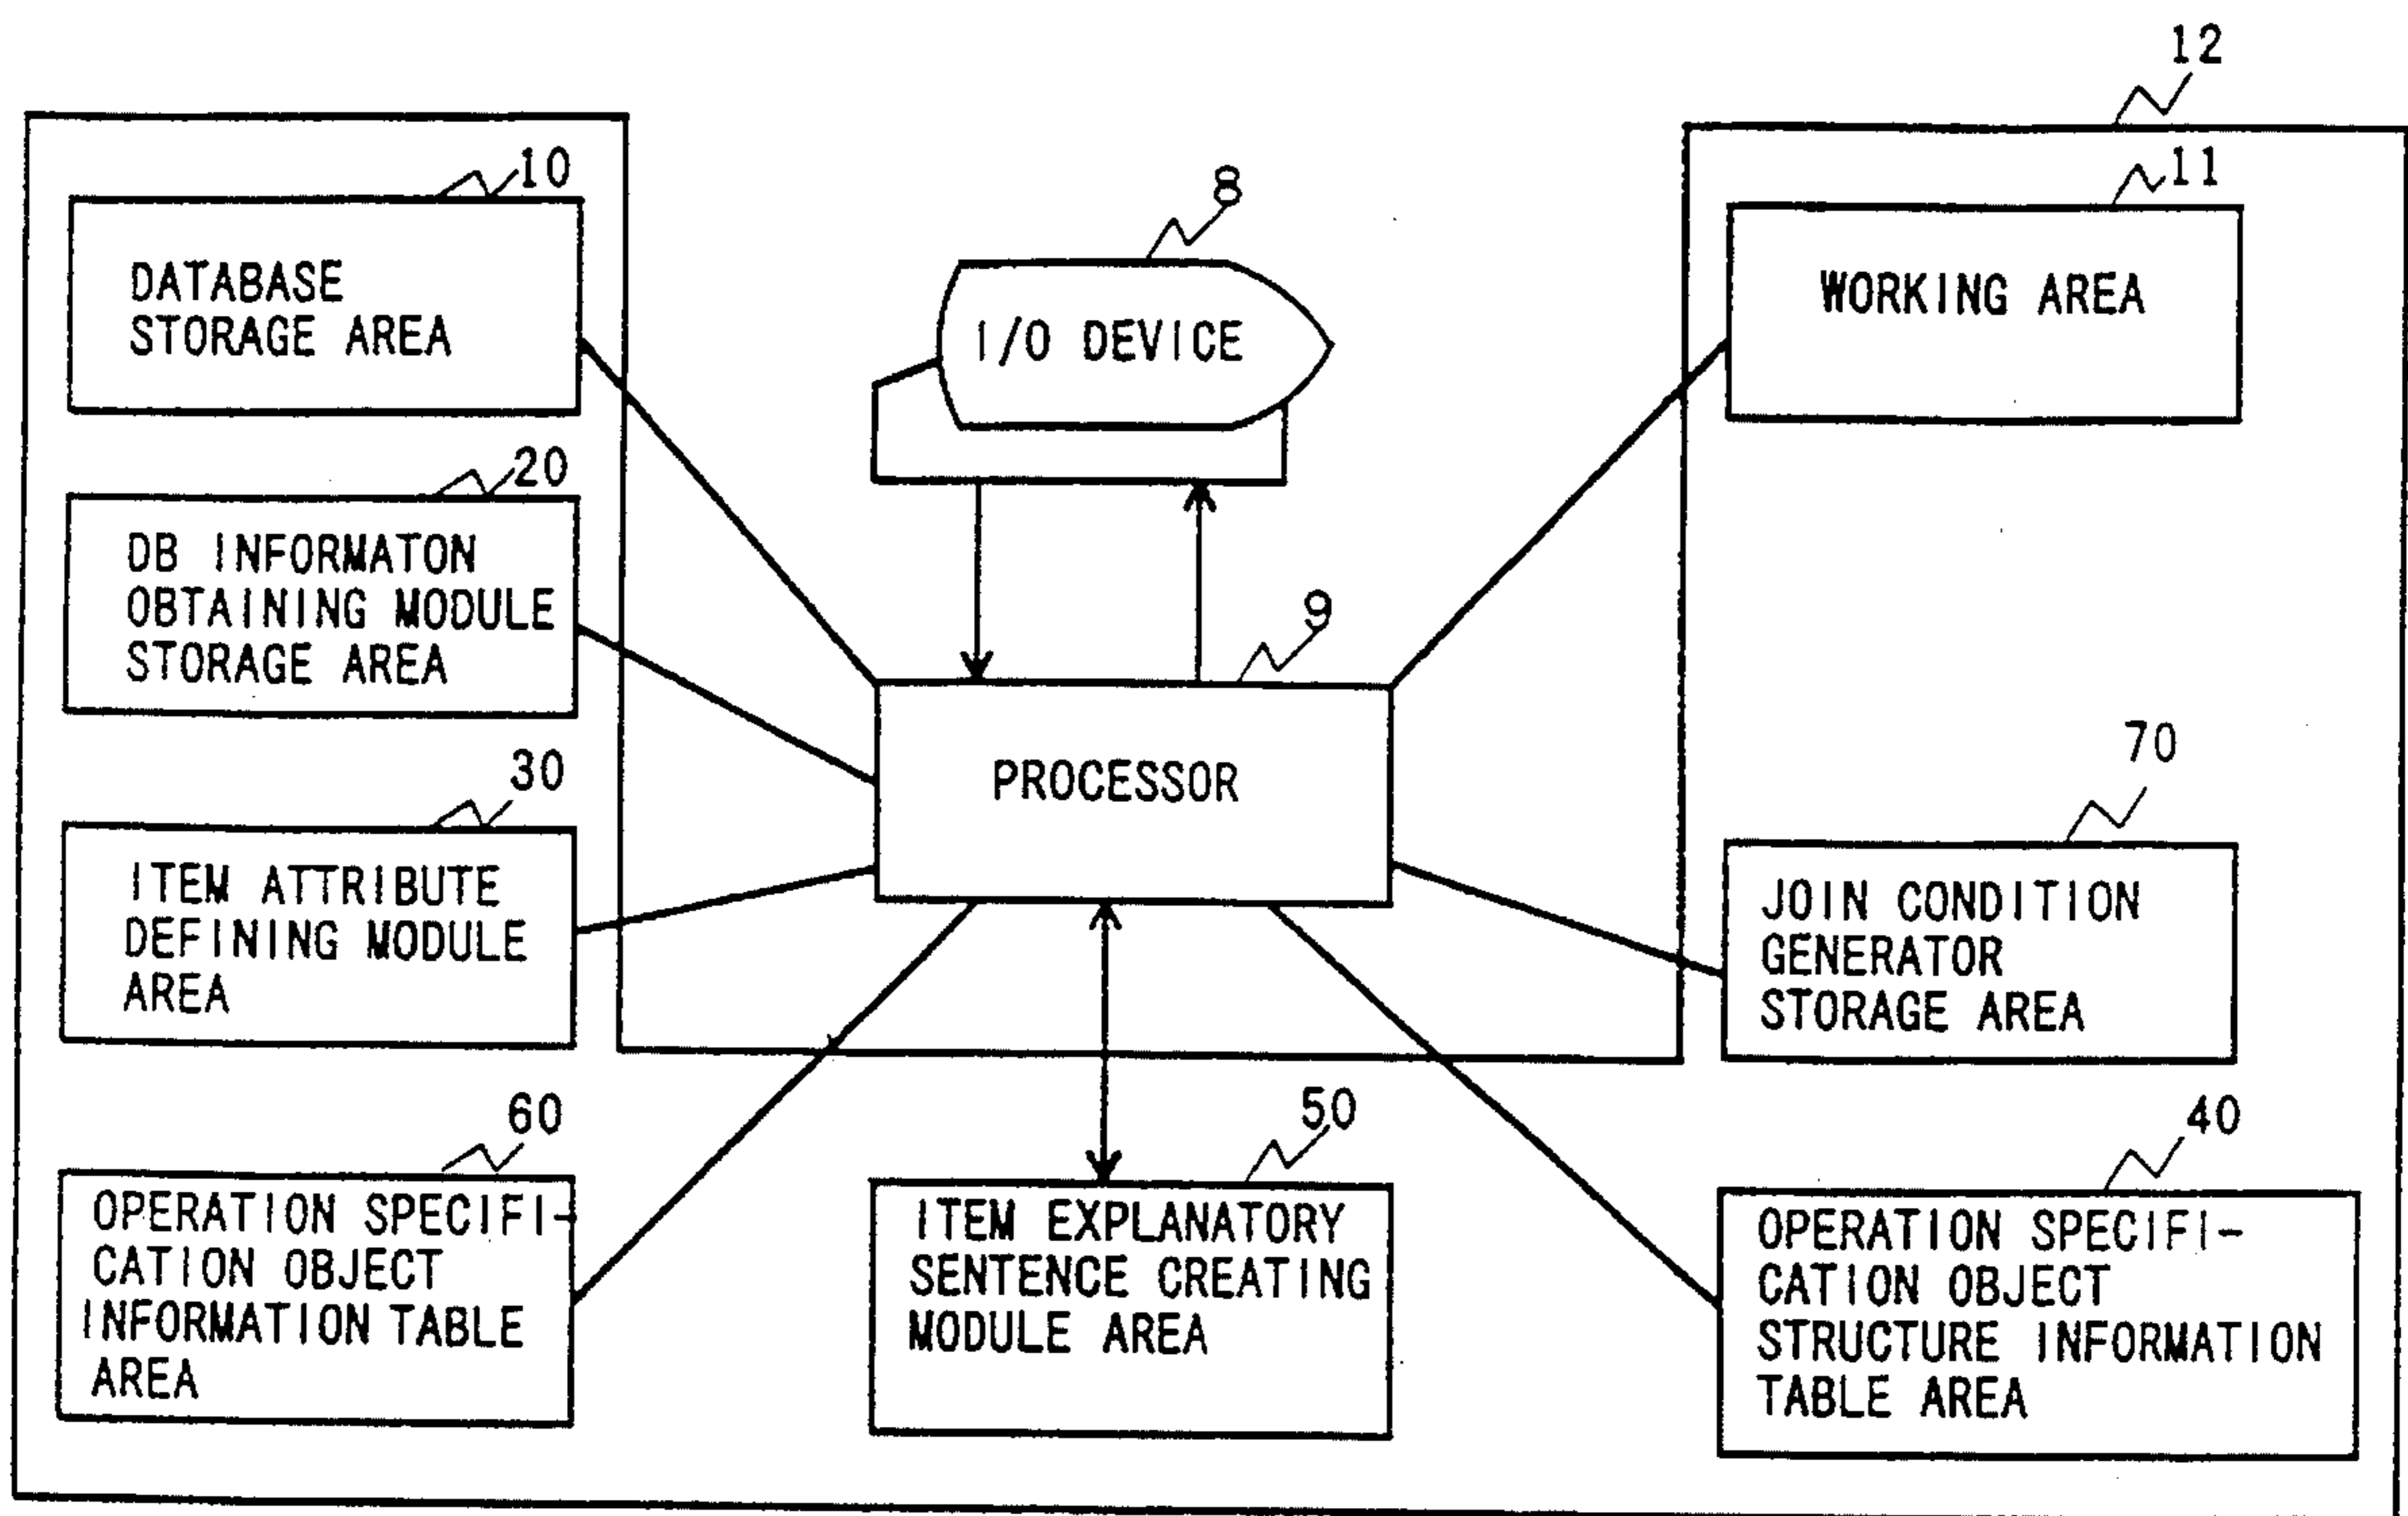 12
10
DATABASE
STORAGE AREA
8
I/O DEVICE
11
WORKING AREA
20
DB INFORMATON
OBTAINING MODULE
STORAGE AREA
9
PROCESSOR
30
ITEM ATTRIBUTE
DEFINING MODULE
AREA
70
JOIN CONDITION
GENERATOR
STORAGE AREA
60
OPERATION SPECIFI-
CATION OBJECT
INFORMATION TABLE
AREA
50
ITEM EXPLANATORY
SENTENCE CREATING
MODULE AREA
40
OPERATION SPECIFI-
CATION OBJECT
STRUCTURE INFORMATION
TABLE AREA